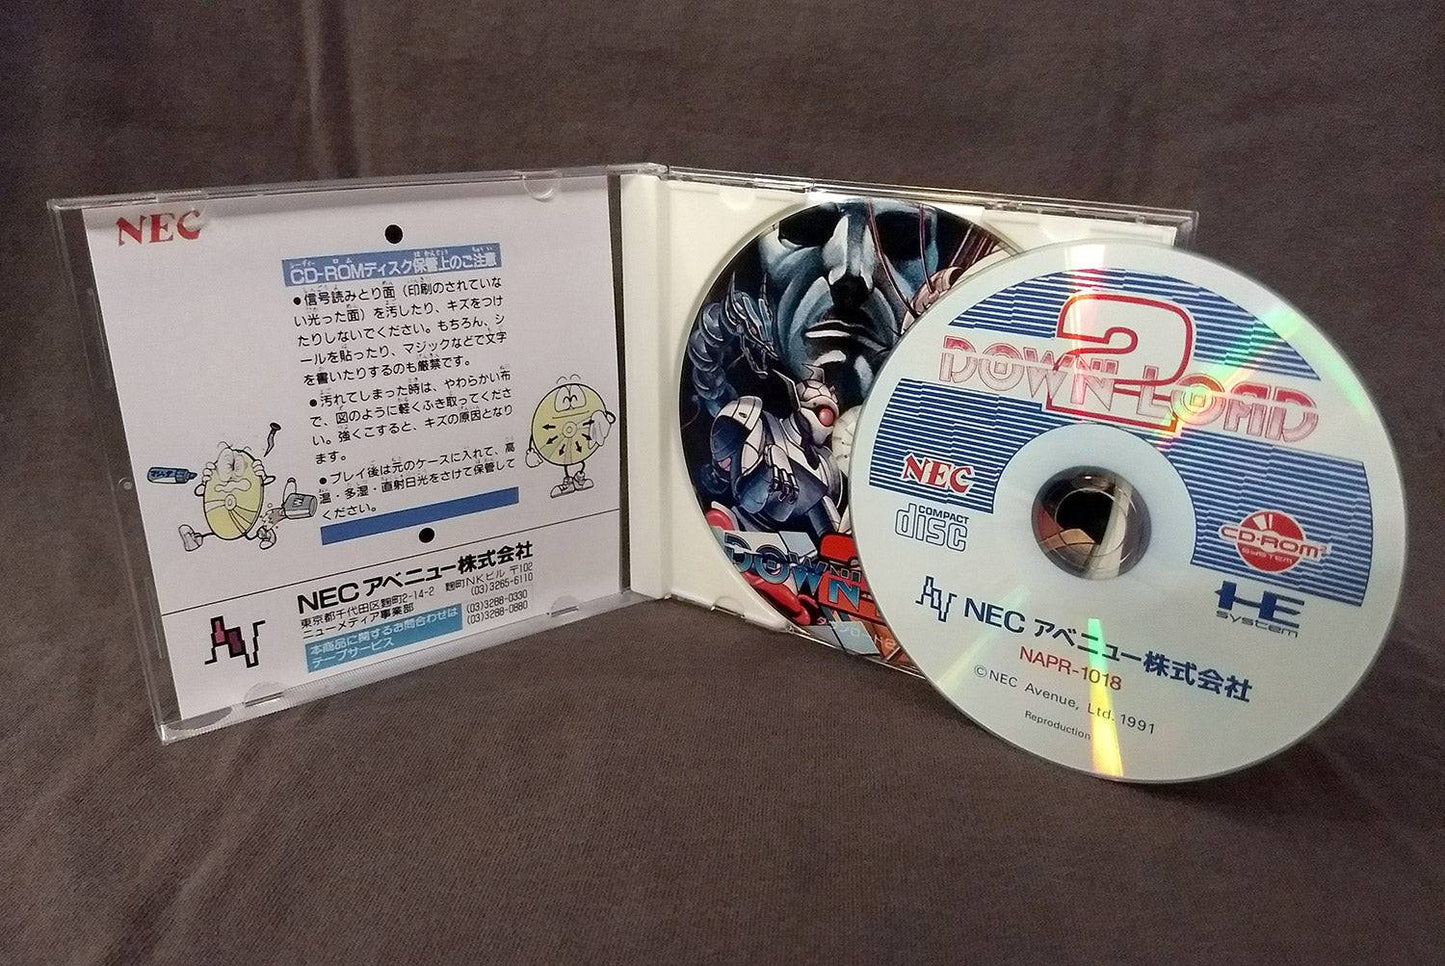 NEC
CD-ROMディスク保管上のご注意
●信号読みとり面（印刷のされていな
い光った面）を汚したり、キズをつけ
たりしないでください。もちろん、シ
ールを貼ったり、マジックなどで文字
を書いたりするのも厳禁です。
●汚れてしまった時は、やわらかい布
で、図のように軽くふき取ってくださ
い。強くこすると、キズの原因となり
ます。
●プレイ後は元のケースに入れて、高
温・多湿・直射日光をさけて保管して
ください。
NECアベニュー株式会社
東京都千代田区麹町2-14-2 麹町NKビル 〒102
ニューメディア事業部 (03)3265-6110
本商品に関するお問合わせは (03)3288-0330
テープサービス (03)3288-0880
DOWN 2
2
DOWN LOAD
NEC
COMPACT
disc
CD-ROM2
SYSTEM
HE
system
NEC アベニュー株式会社
NAPR-1018
©NEC Avenue, Ltd. 1991
Reproduction